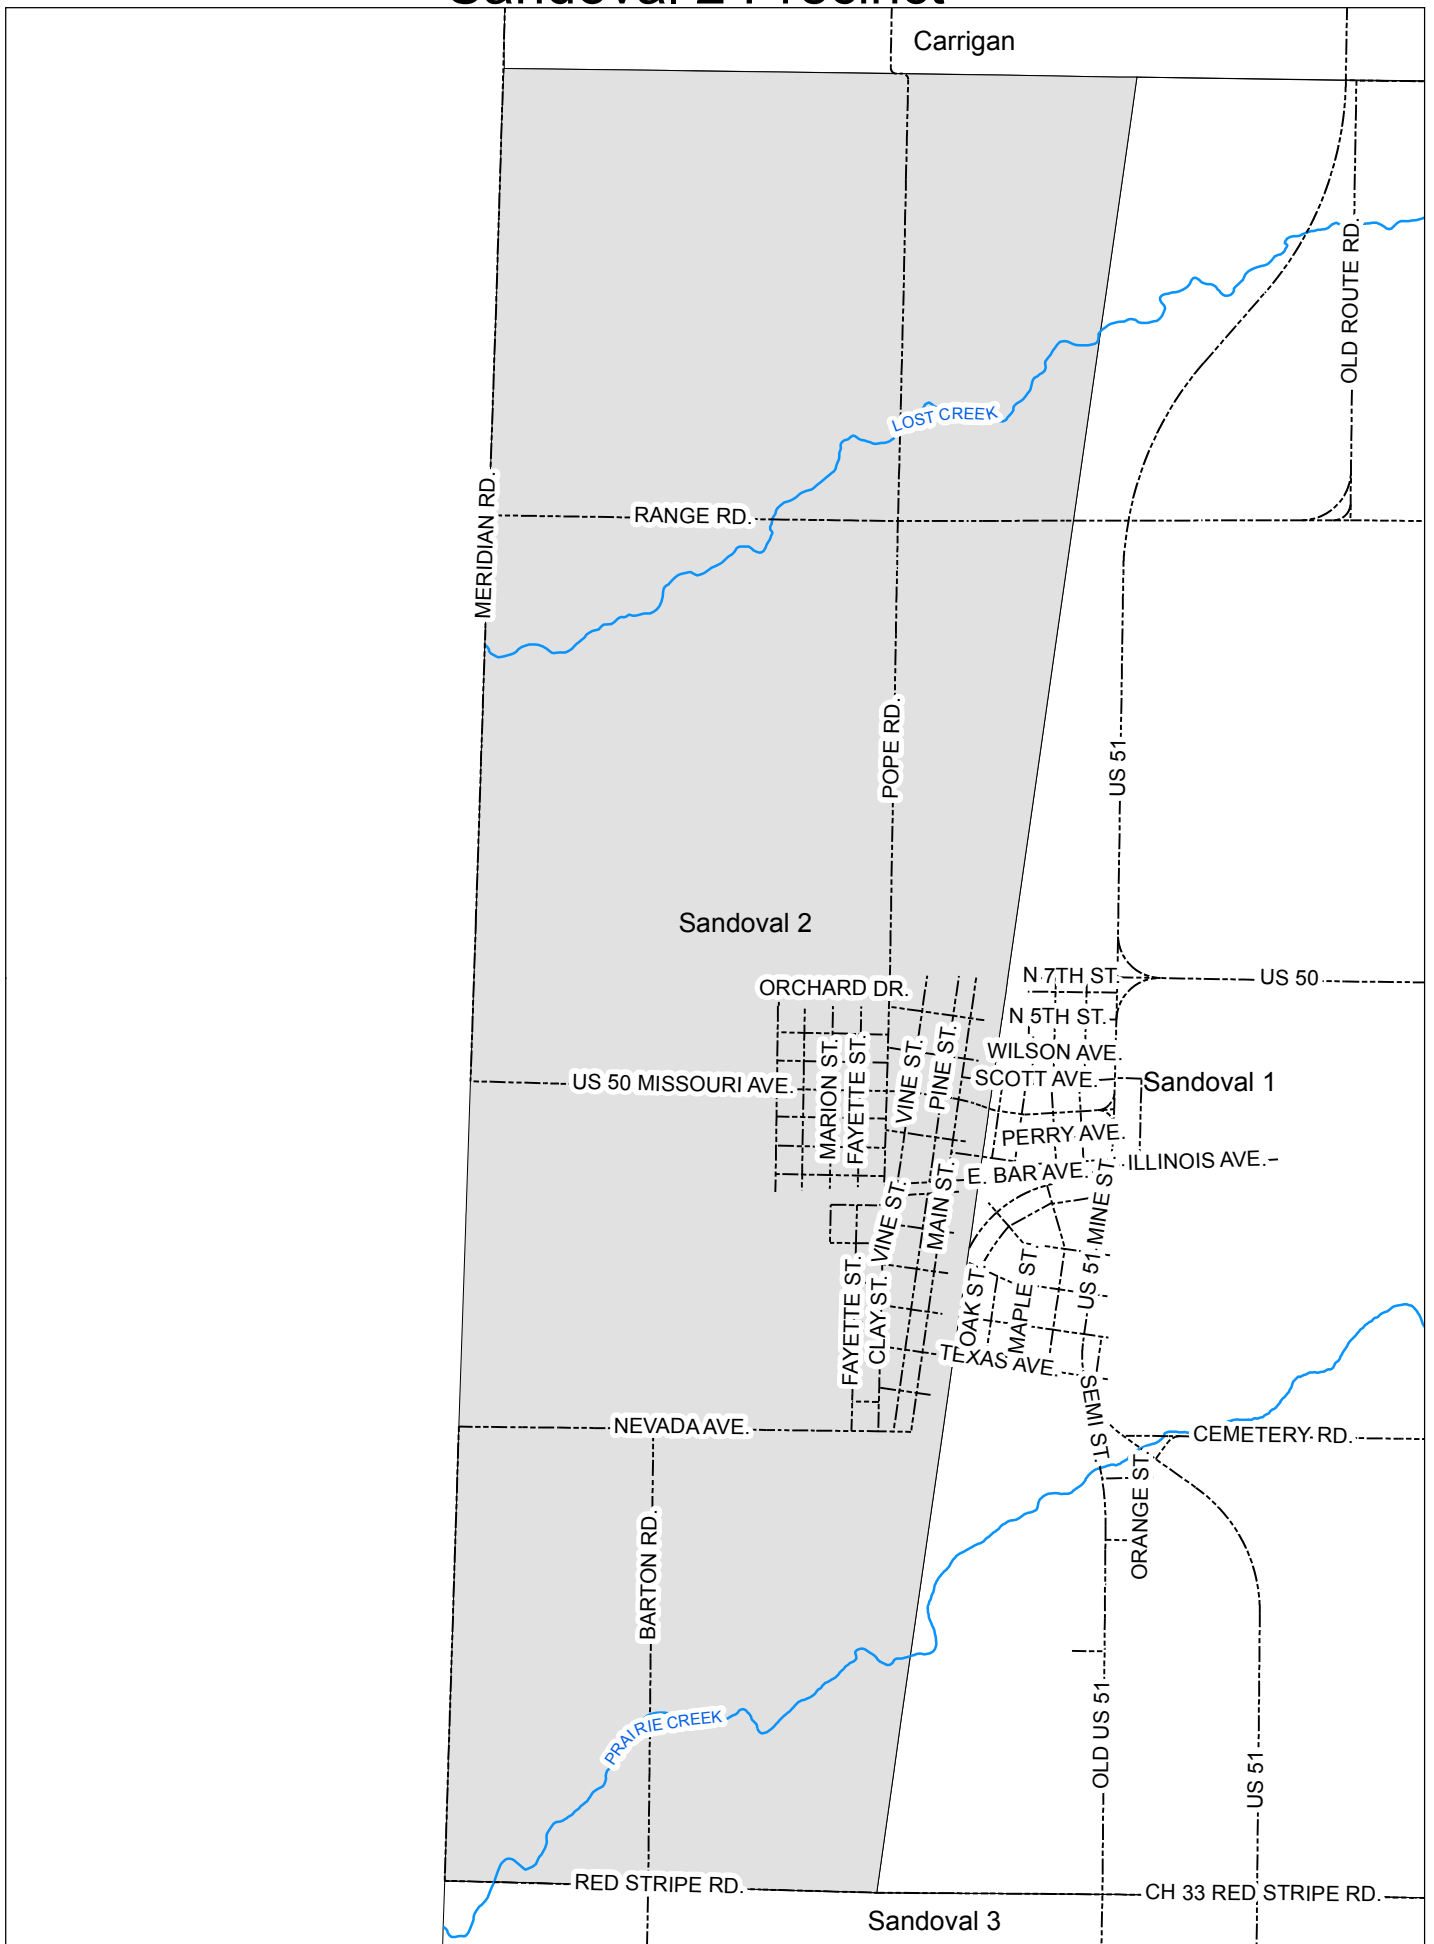 Sandoval 2 Precinct
Carrigan
OLD ROUTE RD.
LOST CREEK
MERIDIAN RD.
RANGE RD.
POPE RD.
US 51
Sandoval 2
N 7TH ST.
US 50
ORCHARD DR.
N 5TH ST.
MARION ST.
FAYETTE ST.
VINE ST.
PINE ST.
WILSON AVE.
SCOTT AVE.
Sandoval 1
US 50 MISSOURI AVE.
PERRY AVE.
E. BAR AVE.
ILLINOIS AVE.
VINE ST.
MAIN ST.
US 51 MINE ST.
FAYETTE ST.
CLAY ST.
OAK ST.
MAPLE ST.
TEXAS AVE.
SEMI ST.
NEVADA AVE.
CEMETERY RD.
ORANGE ST.
BARTON RD.
PRAIRIE CREEK
OLD US 51
US 51
RED STRIPE RD.
CH 33 RED STRIPE RD.
Sandoval 3